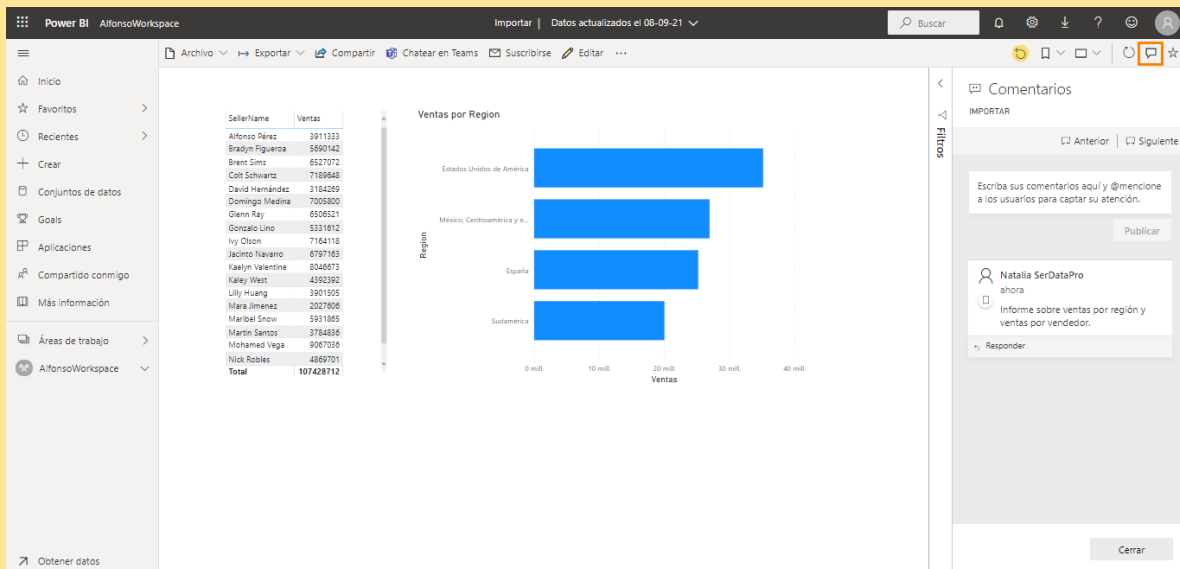 Power BI AlfonsoWorkspace
Importar | Datos actualizados el 08-09-21
Buscar
Archivo Exportar Compartir Chatear en Teams Suscribirse Editar ...
Inicio
Favoritos
Recientes
Crear
Conjuntos de datos
Goals
Aplicaciones
Compartido conmigo
Más información
Áreas de trabajo
AlfonsoWorkspace
Obtener datos
SellerName Ventas
Alfonso Pérez 3911333
Bradyn Figueroa 5690142
Brent Sims 6527072
Colt Schwartz 7189648
David Hernández 3184269
Domingo Medina 7005800
Glenn Ray 6506521
Gonzalo Lino 5331612
Ivy Olson 7164118
Jacinto Navarro 6797163
Kaelyn Valentine 8046673
Kaley West 4392392
Lilly Huang 3901505
Mara Jimenez 2027606
Maribel Snow 5931865
Martin Santos 3784836
Mohamed Vega 9067036
Nick Robles 4869701
Total 107428712
Ventas por Region
Region
Estados Unidos de América
México, Centroamérica y e...
España
Sudamérica
0 mill. 10 mill. 20 mill. 30 mill. 40 mill.
Ventas
Filtros
Comentarios
IMPORTAR
Anterior | Siguiente
Escriba sus comentarios aquí y @mencione
a los usuarios para captar su atención.
Publicar
Natalia SerDataPro
ahora
Informe sobre ventas por región y
ventas por vendedor.
Responder
Cerrar